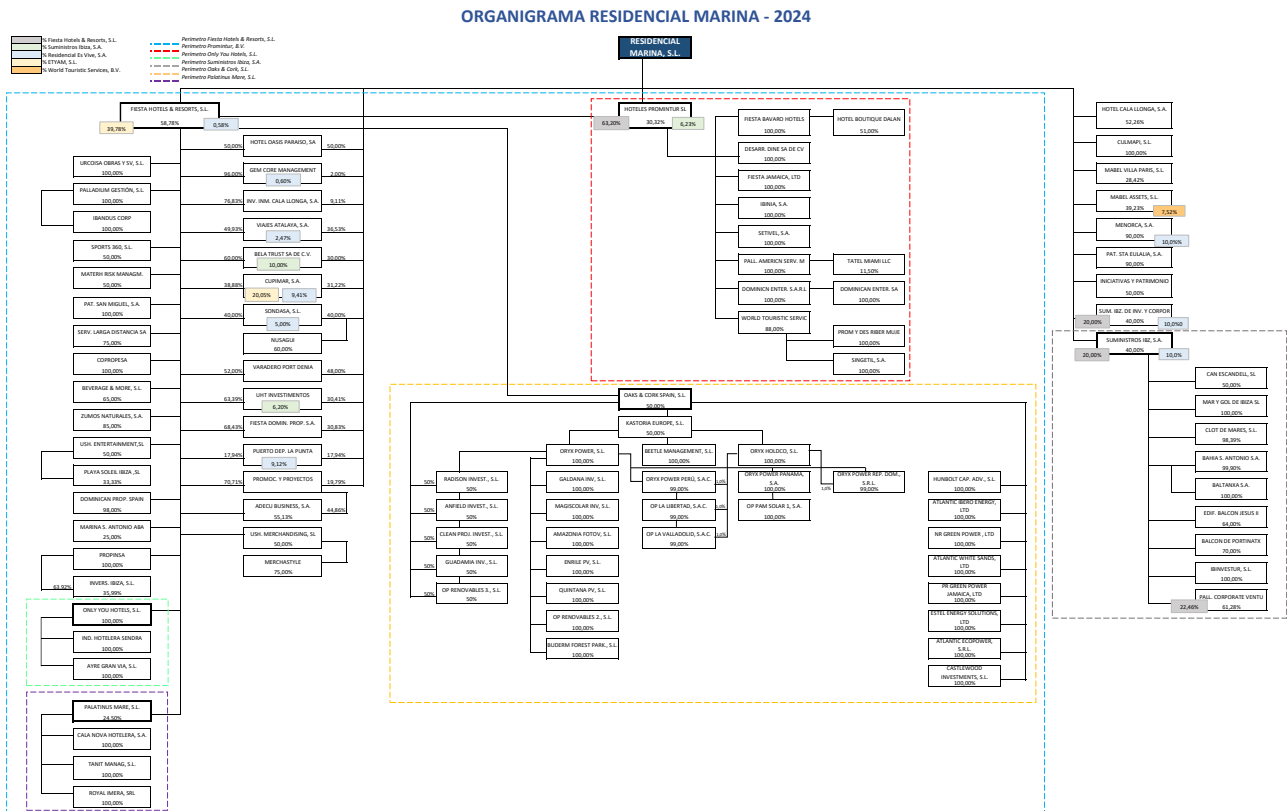 ORGANIGRAMA RESIDENCIAL MARINA - 2024
% Fiesta Hotels & Resorts, S.L.
% Suministros Ibiza, S.A.
% Residencial Es Vive, S.A.
% ETYAM, S.L.
% World Touristic Services, B.V.
Perímetro Fiesta Hotels & Resorts, S.L.
Perímetro Promintur, B.V.
Perímetro Only You Hotels, S.L.
Perímetro Suministros Ibiza, S.A.
Perímetro Oaks & Cork, S.L.
Perímetro Palatinus Mare, S.L.
RESIDENCIAL
MARINA, S.L.
FIESTA HOTELS & RESORTS, S.L.
58,78%
39,78%
0,58%
URCOISA OBRAS Y SV, S.L.
100,00%
PALLADIUM GESTIÓN, S.L.
100,00%
IBANDUS CORP
100,00%
SPORTS 360, S.L.
50,00%
MATERH RISK MANAGM.
50,00%
PAT. SAN MIGUEL, S.A.
100,00%
SERV. LARGA DISTANCIA SA
75,00%
COPROPESA
100,00%
BEVERAGE & MORE, S.L.
65,00%
ZUMOS NATURALES, S.A.
85,00%
USH. ENTERTAINMENT,SL
50,00%
PLAYA SOLEIL IBIZA ,SL
33,33%
DOMINICAN PROP. SPAIN
98,00%
MARINA S. ANTONIO ABA
25,00%
PROPINSA
100,00%
63,92%
INVERS. IBIZA, S.L.
35,99%
ONLY YOU HOTELS, S.L.
100,00%
IND. HOTELERA SENDRA
100,00%
AYRE GRAN VIA, S.L.
100,00%
PALATINUS MARE, S.L.
24,50%
CALA NOVA HOTELERA, S.A.
100,00%
TANIT MANAG, S.L.
100,00%
ROYAL IMERA, SRL
100,00%
50,00%
HOTEL OASIS PARAISO, SA
50,00%
96,00%
GEM CORE MANAGEMENT
2,00%
0,60%
76,83%
INV. INM. CALA LLONGA, S.A.
9,11%
49,93%
VIAJES ATALAYA, S.A.
36,53%
2,47%
60,00%
BELA TRUST SA DE C.V.
30,00%
10,00%
38,88%
CUPIMAR, S.A.
31,22%
20,05%
9,41%
40,00%
SONDASA, S.L.
40,00%
5,00%
NUSAGUI
60,00%
52,00%
VARADERO PORT DENIA
48,00%
63,39%
UHT INVESTIMENTOS
30,41%
6,20%
68,43%
FIESTA DOMIN. PROP. S.A.
30,83%
17,94%
PUERTO DEP. LA PUNTA
17,94%
9,12%
70,71%
PROMOC. Y PROYECTOS
19,79%
ADECU BUSINESS, S.A.
55,13%
44,86%
USH. MERCHANDISING, SL
50,00%
MERCHASTYLE
75,00%
HOTELES PROMINTUR SL
63,20%
30,32%
6,23%
FIESTA BAVARO HOTELS
100,00%
HOTEL BOUTIQUE DALAN
51,00%
DESARR. DINE SA DE CV
100,00%
FIESTA JAMAICA, LTD
100,00%
IBINIA, S.A.
100,00%
SETIVEL, S.A.
100,00%
PALL. AMERICN SERV. M
100,00%
TATEL MIAMI LLC
11,50%
DOMINICN ENTER. S.A.R.L
100,00%
DOMINICAN ENTER. SA
100,00%
WORLD TOURISTIC SERVIC
88,00%
PROM Y DES RIBER MUJE
100,00%
SINGETIL, S.A.
100,00%
OAKS & CORK SPAIN, S.L.
50,00%
KASTORIA EUROPE, S.L.
50,00%
ORYX POWER, S.L.
100,00%
BEETLE MANAGEMENT, S.L.
100,00%
ORYX HOLDCO, S.L.
100,00%
50%
RADISON INVEST., S.L.
50%
50%
ANFIELD INVEST., S.L.
50%
50%
CLEAN PROJ. INVEST., S.L.
50%
50%
GUADAMIA INV., S.L.
50%
50%
OP RENOVABLES 3., S.L.
50%
GALDANA INV, S.L.
100,00%
MAGISCOLAR INV, S.L.
100,00%
AMAZONIA FOTOV, S.L.
100,00%
ENRILE PV, S.L.
100,00%
QUINTANA PV, S.L.
100,00%
OP RENOVABLES 2., S.L.
100,00%
BUDERM FOREST PARK., S.L.
100,00%
ORYX POWER PERÚ, S.A.C.
99,00%
1,0%
OP LA LIBERTAD, S.A.C.
99,00%
1,0%
OP LA VALLADOLID, S.A.C.
99,00%
1,0%
ORYX POWER PANAMA,
S.A.
100,00%
OP PAM SOLAR 1, S.A.
100,00%
1,0%
ORYX POWER REP. DOM.,
S.R.L.
99,00%
HUNBOLT CAP. ADV., S.L.
100,00%
ATLANTIC IBERO ENERGY,
LTD
100,00%
NR GREEN POWER , LTD
100,00%
ATLANTIC WHITE SANDS,
LTD
100,00%
PR GREEN POWER
JAMAICA, LTD
100,00%
ESTEL ENERGY SOLUTIONS,
LTD
100,00%
ATLANTIC ECOPOWER,
S.R.L.
100,00%
CASTLEWOOD
INVESTMENTS, S.L.
100,00%
HOTEL CALA LLONGA, S.A.
52,26%
CULMAPI, S.L.
100,00%
MABEL VILLA PARIS, S.L.
28,42%
MABEL ASSETS, S.L.
39,23%
7,52%
MENORCA, S.A.
90,00%
10,0%%
PAT. STA EULALIA, S.A.
90,00%
INICIATIVAS Y PATRIMONIO
50,00%
SUM. IBZ. DE INV. Y CORPOR
20,00%
40,00%
10,0%0
SUMINISTROS IBZ, S.A.
40,00%
20,00%
10,0%
CAN ESCANDELL, SL
50,00%
MAR Y GOL DE IBIZA SL
100,00%
CLOT DE MARES, S.L.
98,39%
BAHIA S. ANTONIO S.A.
99,90%
BALTANXA S.A.
100,00%
EDIF. BALCON JESUS II
64,00%
BALCON DE PORTINATX
70,00%
IBINVESTUR, S.L.
100,00%
PALL. CORPORATE VENTU
22,46%
61,28%